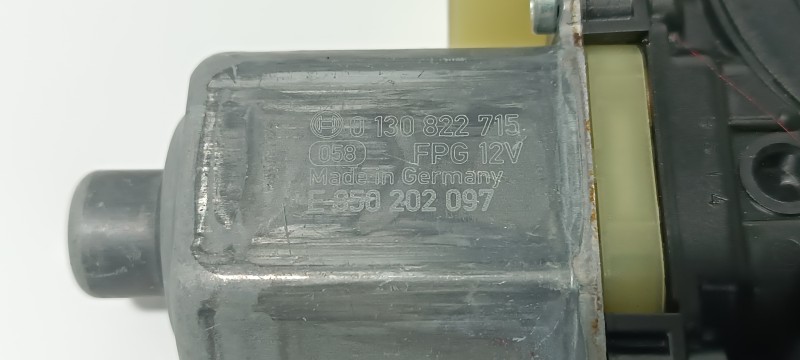 0 130 822 715
058 FPG 12V
Made in Germany
E 850 202 097